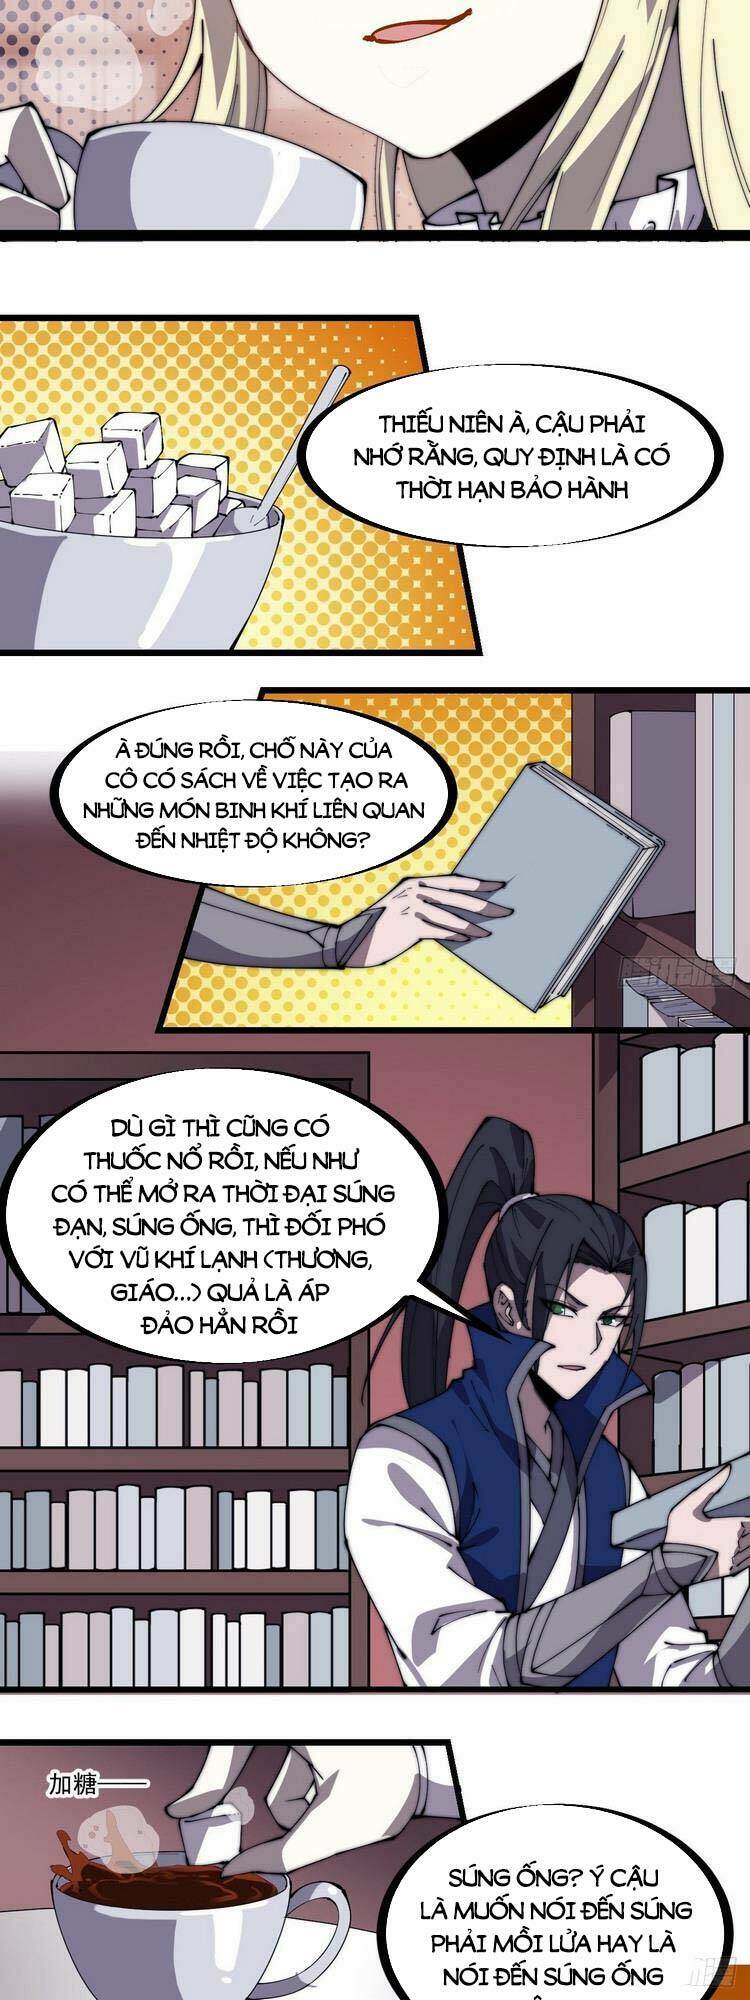 THIẾU NIÊN À, CẬU PHẢI
NHỚ RẰNG, QUY ĐỊNH LÀ CÓ
THỜI HẠN BẢO HÀNH
À ĐÚNG RỒI, CHỐ NÀY CỦA
CÔ CÓ SÁCH VỀ VIỆC TẠO RA
NHỮNG MÓN BINH KHÍ LIÊN QUAN
ĐẾN NHIỆT ĐỘ KHÔNG?
DÙ GÌ THÌ CŨNG CÓ
THUỐC NỔ RỒI, NẾU NHƯ
CÓ THỂ MỞ RA THỜI ĐẠI SÚNG
ĐẠN, SÚNG ỐNG, THÌ ĐỐI PHÓ
VỚI VŨ KHÍ LẠNH (THƯƠNG,
GIÁO...) QUẢ LÀ ÁP
ĐẢO HẲN RỒI
加糖——
SÚNG ỐNG? Ý CẬU
LÀ MUỐN NÓI ĐẾN SÚNG
PHẢI MỒI LỬA HAY LÀ
NÓI ĐẾN SÚNG ỐNG